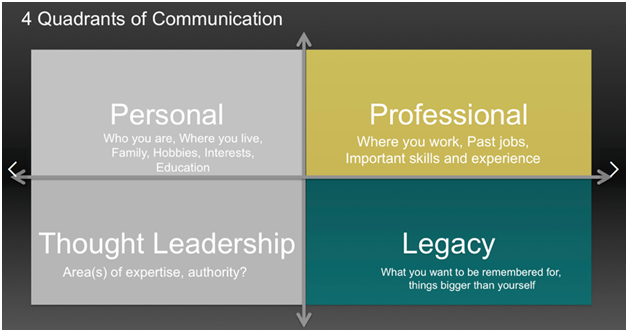 4 Quadrants of Communication
Personal
Who you are, Where you live,
Family, Hobbies, Interests,
Education
Professional
Where you work, Past jobs,
Important skills and experience
Thought Leadership
Area(s) of expertise, authority?
Legacy
What you want to be remembered for,
things bigger than yourself